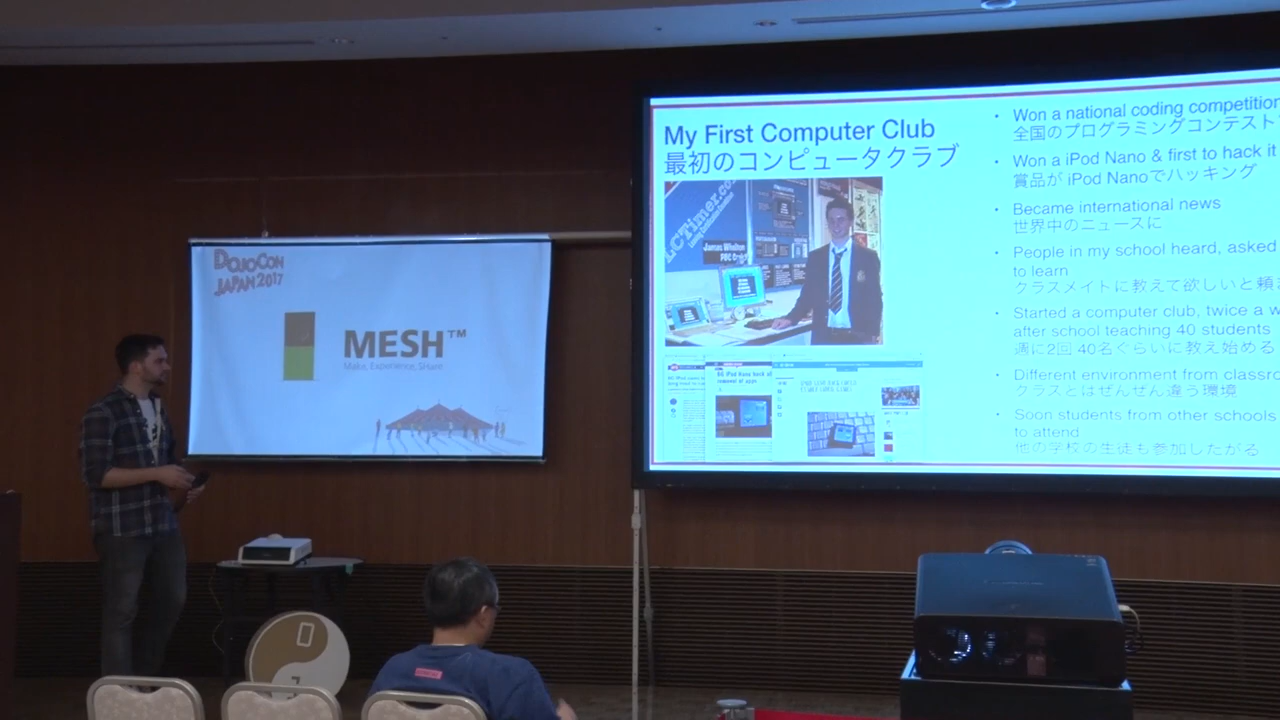 DOJOCON
JAPAN 2017
MESH™
Make, Experience, Share
My First Computer Club
最初のコンピュータクラブ
James Whelton
• Won a national coding competition
全国のプログラミングコンテスト
• Won a iPod Nano & first to hack it
賞品が iPod Nanoでハッキング
• Became international news
世界中のニュースに
• People in my school heard, asked
to learn
クラスメイトに教えて欲しいと頼
• Started a computer club, twice a
after school teaching 40 students
週に2回 40名ぐらいに教え始める
• Different environment from
クラスとはぜんぜん違う環境
• Soon students from other schools
to attend
他の学校の生徒も参加したがる